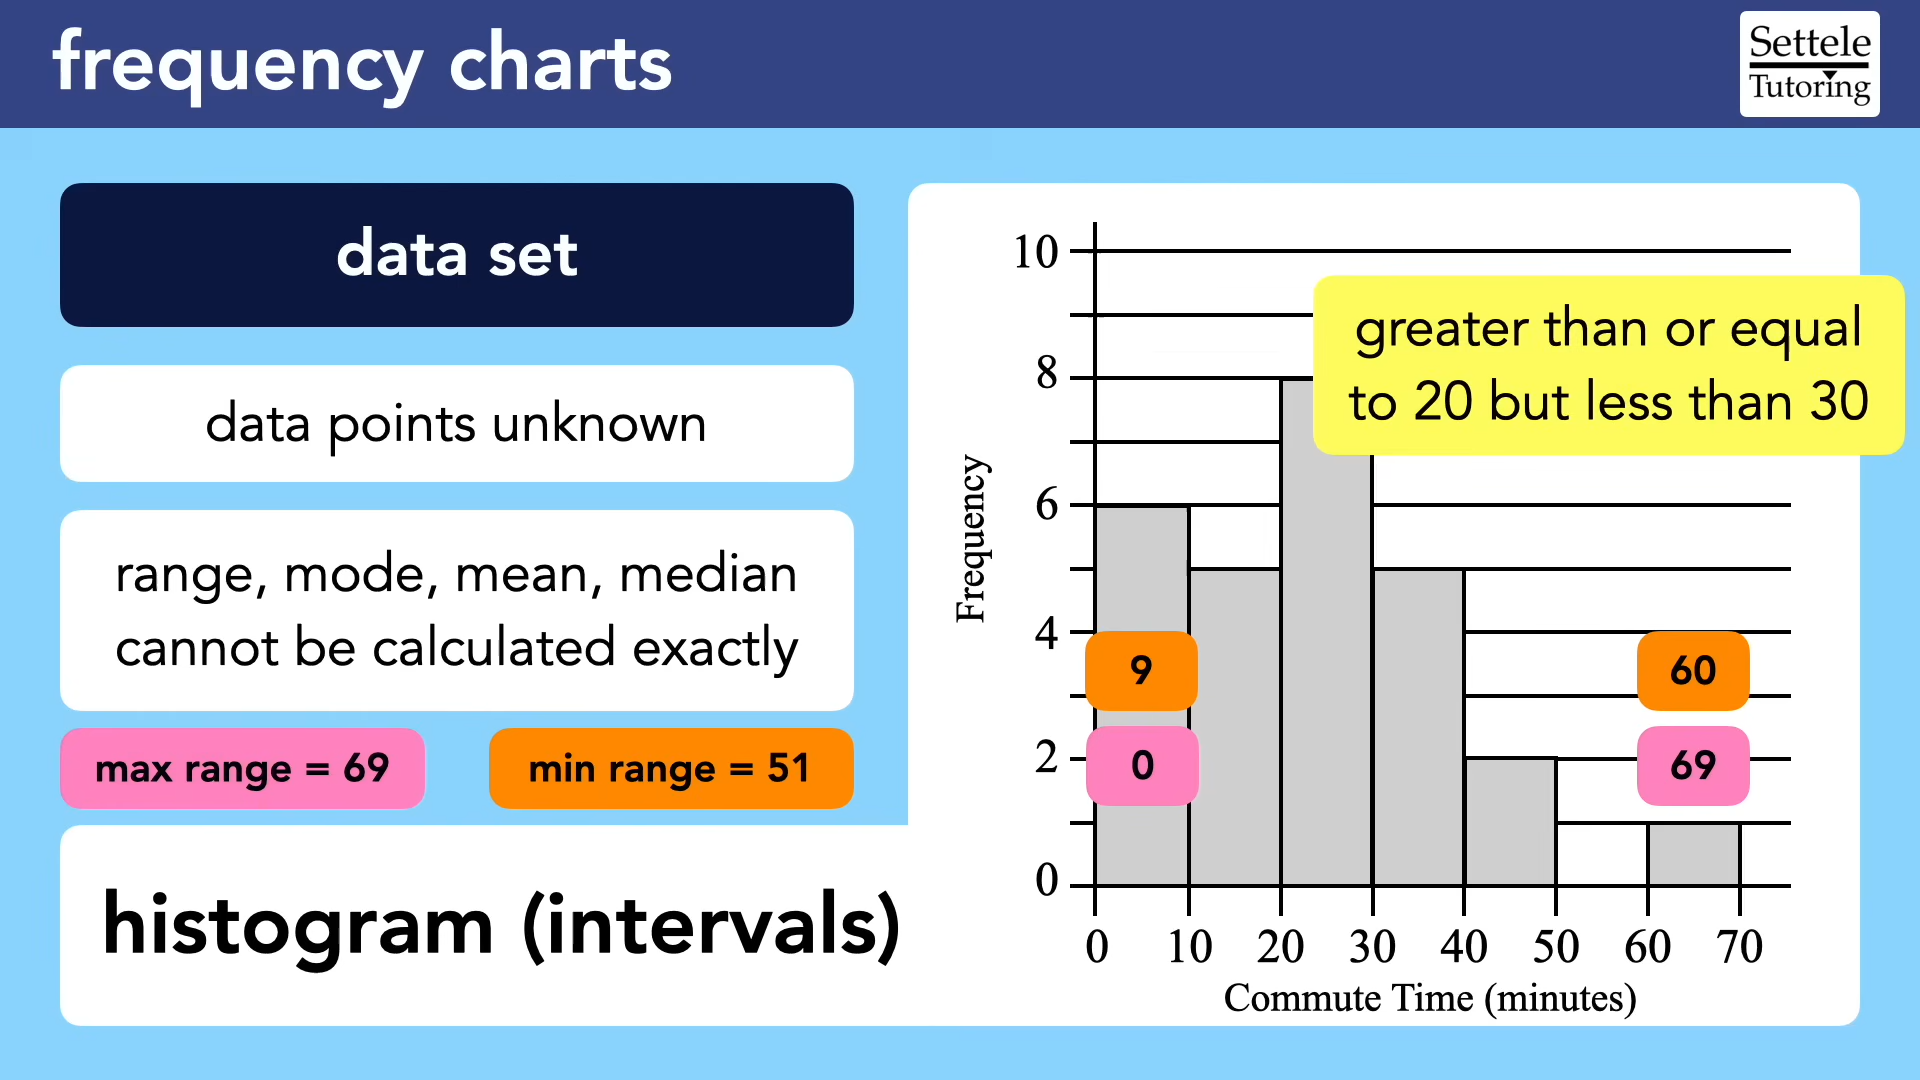 frequency charts
Settele
Tutoring
data set
data points unknown
range, mode, mean, median
cannot be calculated exactly
max range = 69
min range = 51
histogram (intervals)
greater than or equal
to 20 but less than 30
Frequency
10
8
6
4
2
0
9
60
0
69
0 10 20 30 40 50 60 70
Commute Time (minutes)